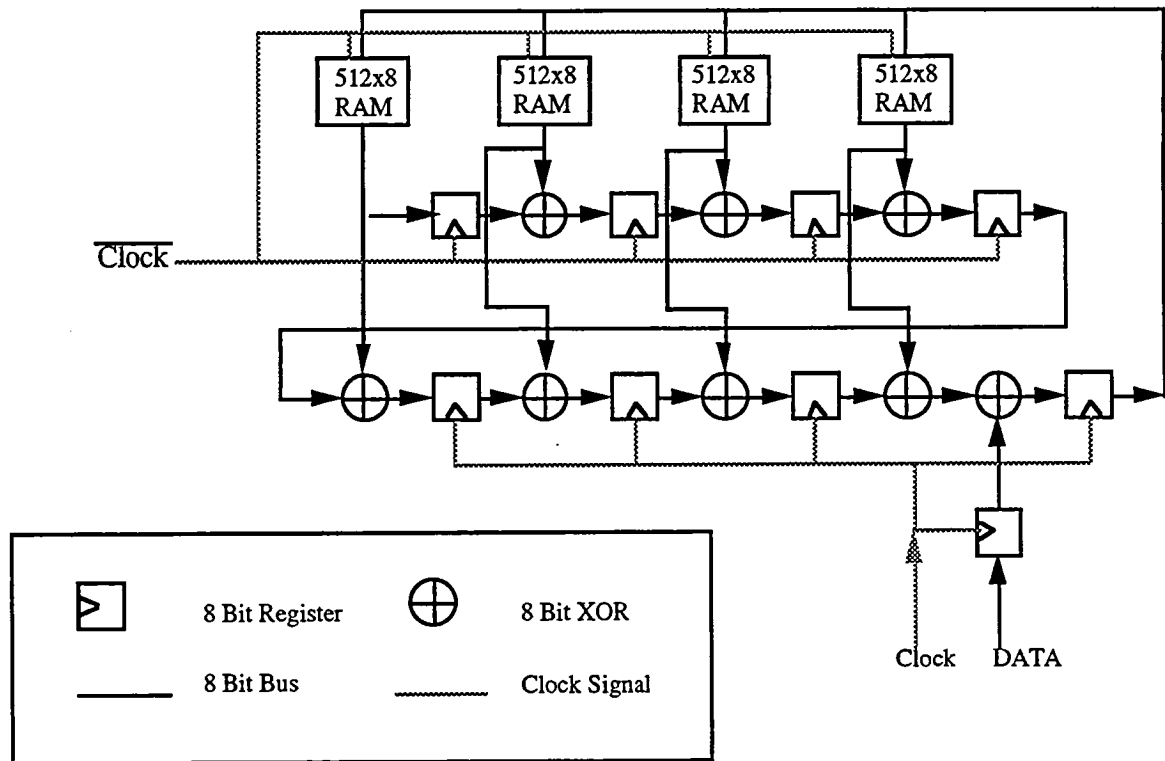 512x8
RAM
512x8
RAM
512x8
RAM
512x8
RAM
Clock
Clock DATA
8 Bit Register
8 Bit XOR
8 Bit Bus
Clock Signal